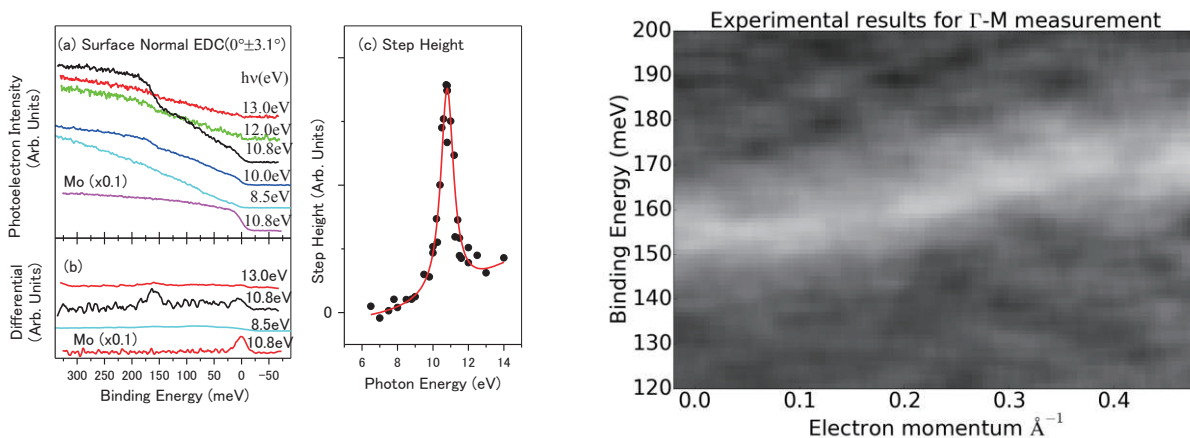 (a) Surface Normal EDC(0°±3.1°)
hν(eV)
13.0eV
12.0eV
10.8eV
10.0eV
8.5eV
Mo (x0.1)
10.8eV
Photoelectron Intensity
(Arb. Units)
(b)
13.0eV
10.8eV
8.5eV
Mo (x0.1)
10.8eV
Differential
(Arb. Units)
300 250 200 150 100 50 0 -50
Binding Energy (meV)
(c) Step Height
Step Height (Arb. Units)
0
6 8 10 12 14
Photon Energy (eV)
Experimental results for Γ-M measurement
200
190
180
170
160
150
140
130
120
Binding Energy (meV)
0.0 0.1 0.2 0.3 0.4
Electron momentum Å⁻¹